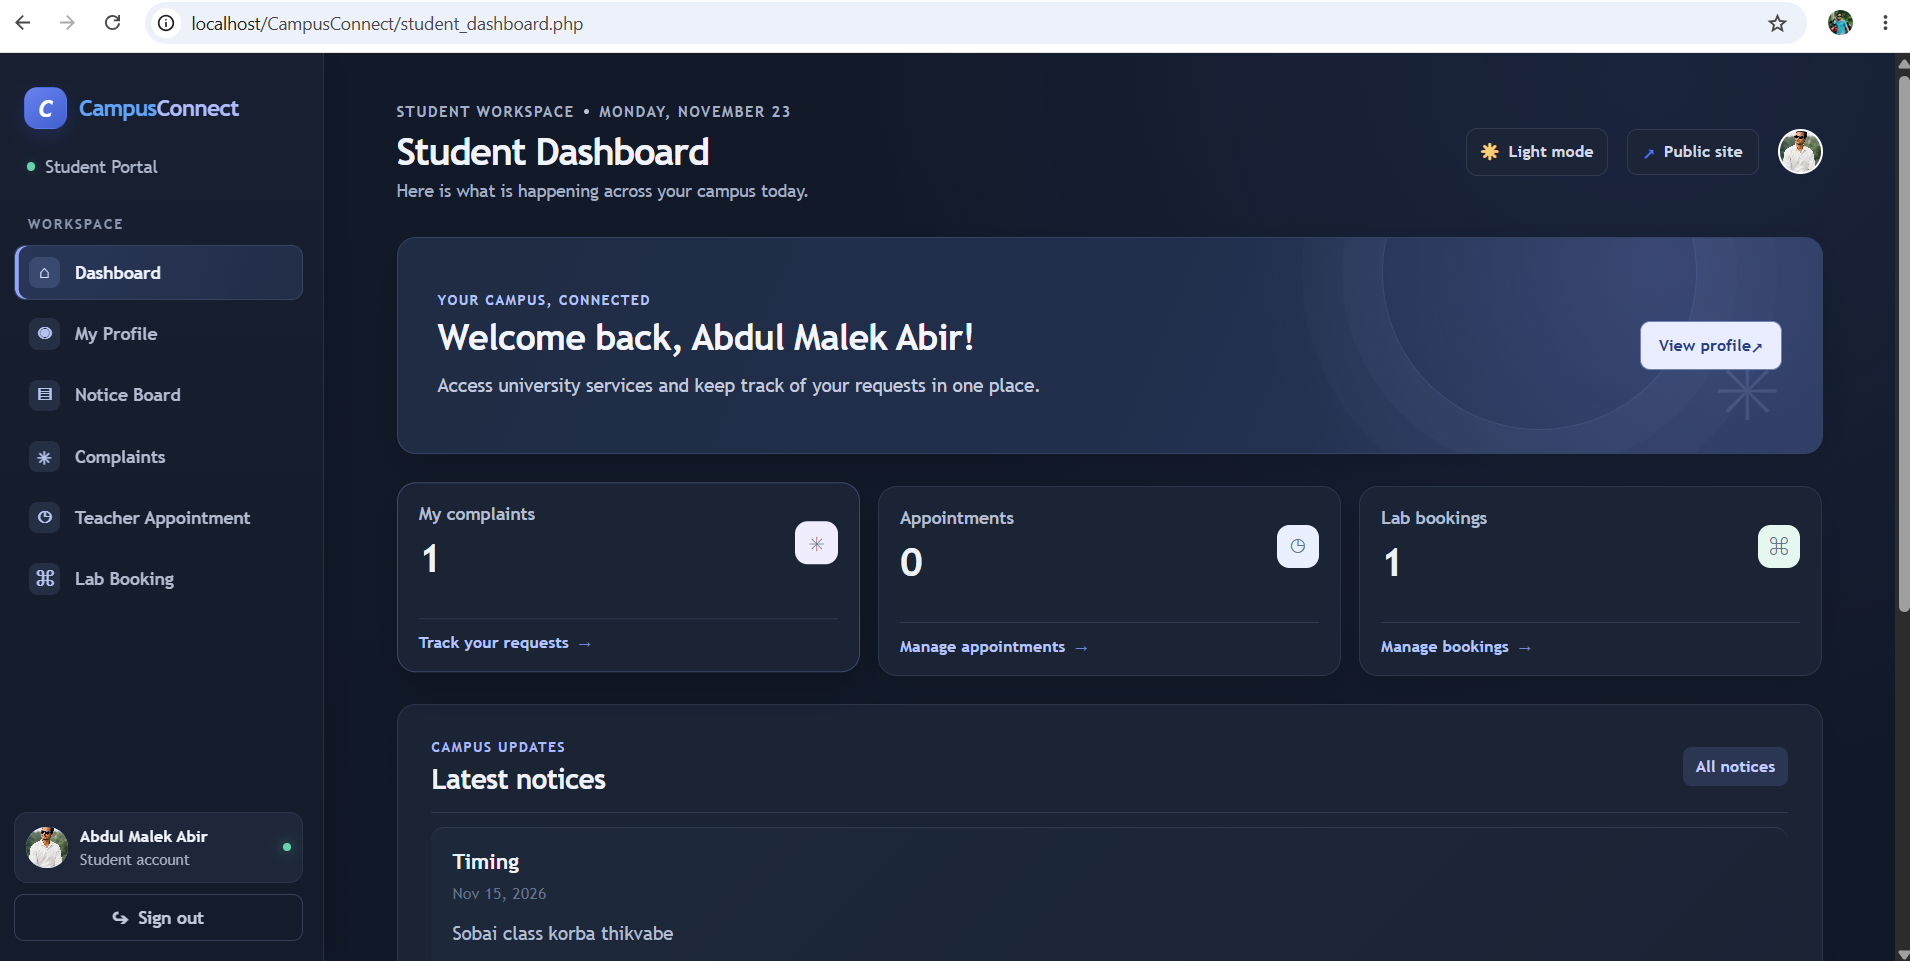 localhost/CampusConnect/student_dashboard.php
C CampusConnect
Student Portal
WORKSPACE
Dashboard
My Profile
Notice Board
Complaints
Teacher Appointment
Lab Booking
Abdul Malek Abir
Student account
Sign out
STUDENT WORKSPACE • MONDAY, NOVEMBER 23
Student Dashboard
Here is what is happening across your campus today.
Light mode
Public site
YOUR CAMPUS, CONNECTED
Welcome back, Abdul Malek Abir!
Access university services and keep track of your requests in one place.
View profile↗
My complaints
1
Track your requests →
Appointments
0
Manage appointments →
Lab bookings
1
Manage bookings →
CAMPUS UPDATES
Latest notices
All notices
Timing
Nov 15, 2026
Sobai class korba thikvabe